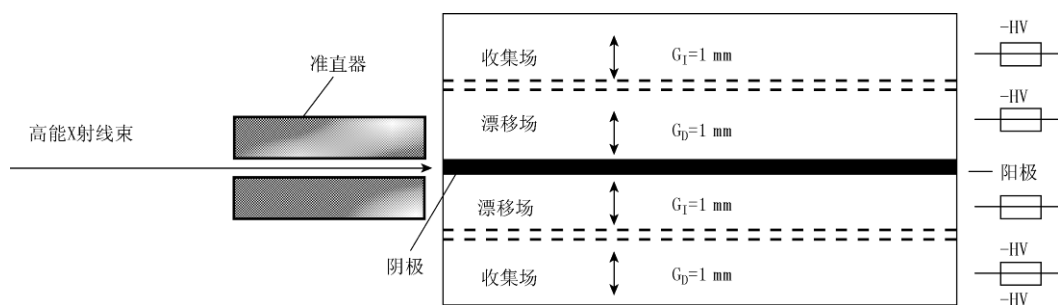 -HV
收集场
G_I=1 mm
准直器
-HV
高能X射线束
漂移场
G_D=1 mm
阳极
漂移场
G_I=1 mm
阴极
-HV
收集场
G_D=1 mm
-HV